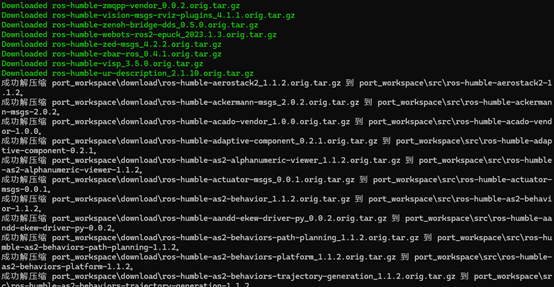 Downloaded ros-humble-zmqpp-vendor_0.0.2.orig.tar.gz
Downloaded ros-humble-vision-msgs-rviz-plugins_4.1.1.orig.tar.gz
Downloaded ros-humble-zenoh-bridge-dds_0.5.0.orig.tar.gz
Downloaded ros-humble-webots-ros2-epuck_2023.1.3.orig.tar.gz
Downloaded ros-humble-zed-msgs_4.2.2.orig.tar.gz
Downloaded ros-humble-zbar-ros_0.4.1.orig.tar.gz
Downloaded ros-humble-visp_3.5.0.orig.tar.gz
Downloaded ros-humble-ur-description_2.1.10.orig.tar.gz
成功解压缩 port_workspace\download\ros-humble-aerostack2_1.1.2.orig.tar.gz 到 port_workspace\src\ros-humble-aerostack2-1
.1.2。
成功解压缩 port_workspace\download\ros-humble-ackermann-msgs_2.0.2.orig.tar.gz 到 port_workspace\src\ros-humble-ackerman
n-msgs-2.0.2。
成功解压缩 port_workspace\download\ros-humble-acado-vendor_1.0.0.orig.tar.gz 到 port_workspace\src\ros-humble-acado-vend
or-1.0.0。
成功解压缩 port_workspace\download\ros-humble-adaptive-component_0.2.1.orig.tar.gz 到 port_workspace\src\ros-humble-adap
tive-component-0.2.1。
成功解压缩 port_workspace\download\ros-humble-as2-alphanumeric-viewer_1.1.2.orig.tar.gz 到 port_workspace\src\ros-humble
-as2-alphanumeric-viewer-1.1.2。
成功解压缩 port_workspace\download\ros-humble-actuator-msgs_0.0.1.orig.tar.gz 到 port_workspace\src\ros-humble-actuator-
msgs-0.0.1。
成功解压缩 port_workspace\download\ros-humble-as2-behavior_1.1.2.orig.tar.gz 到 port_workspace\src\ros-humble-as2-behavi
or-1.1.2。
成功解压缩 port_workspace\download\ros-humble-aandd-ekew-driver-py_0.0.2.orig.tar.gz 到 port_workspace\src\ros-humble-aa
ndd-ekew-driver-py-0.0.2。
成功解压缩 port_workspace\download\ros-humble-as2-behaviors-path-planning_1.1.2.orig.tar.gz 到 port_workspace\src\ros-hu
mble-as2-behaviors-path-planning-1.1.2。
成功解压缩 port_workspace\download\ros-humble-as2-behaviors-platform_1.1.2.orig.tar.gz 到 port_workspace\src\ros-humble-
as2-behaviors-platform-1.1.2。
成功解压缩 port_workspace\download\ros-humble-as2-behaviors-trajectory-generation_1.1.2.orig.tar.gz 到 port_workspace\sr
c\ros-humble-as2-behaviors-trajectory-generation-1.1.2